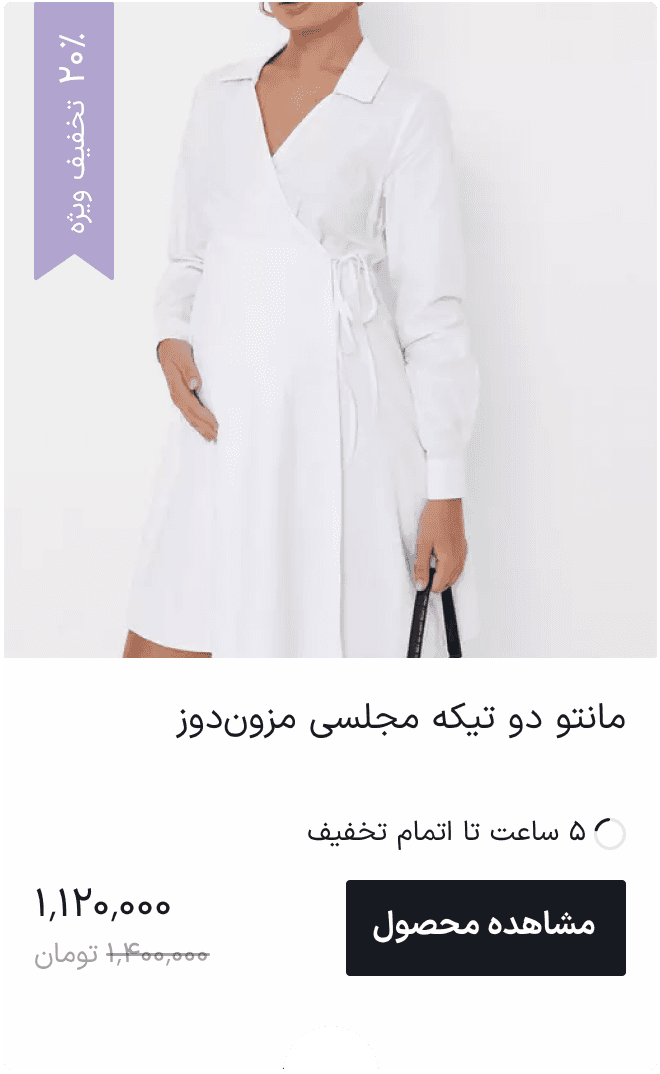 ۲۰٪ تخفیف ویژه
مانتو دو تیکه مجلسی مزون‌دوز
۵ ساعت تا اتمام تخفیف
مشاهده محصول
۱,۱۲۰,۰۰۰
۱,۴۰۰,۰۰۰ تومان